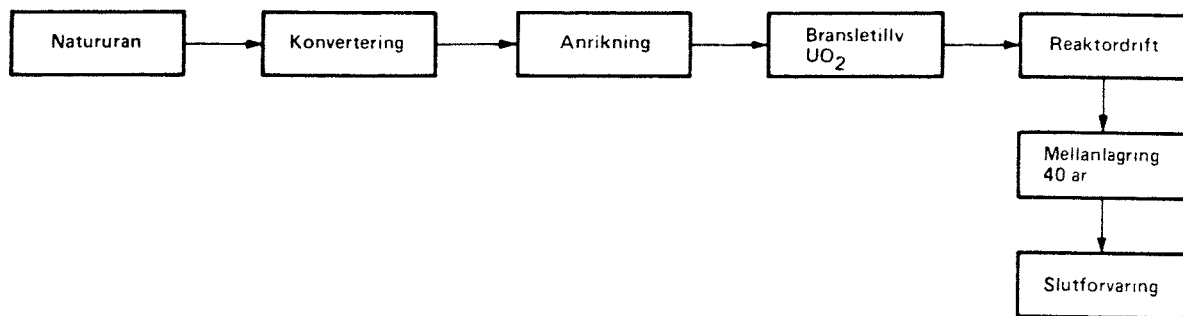 Natururan
Konvertering
Anrikning
Bransletillv
UO2
Reaktordrift
Mellanlagring
40 ar
Slutforvaring